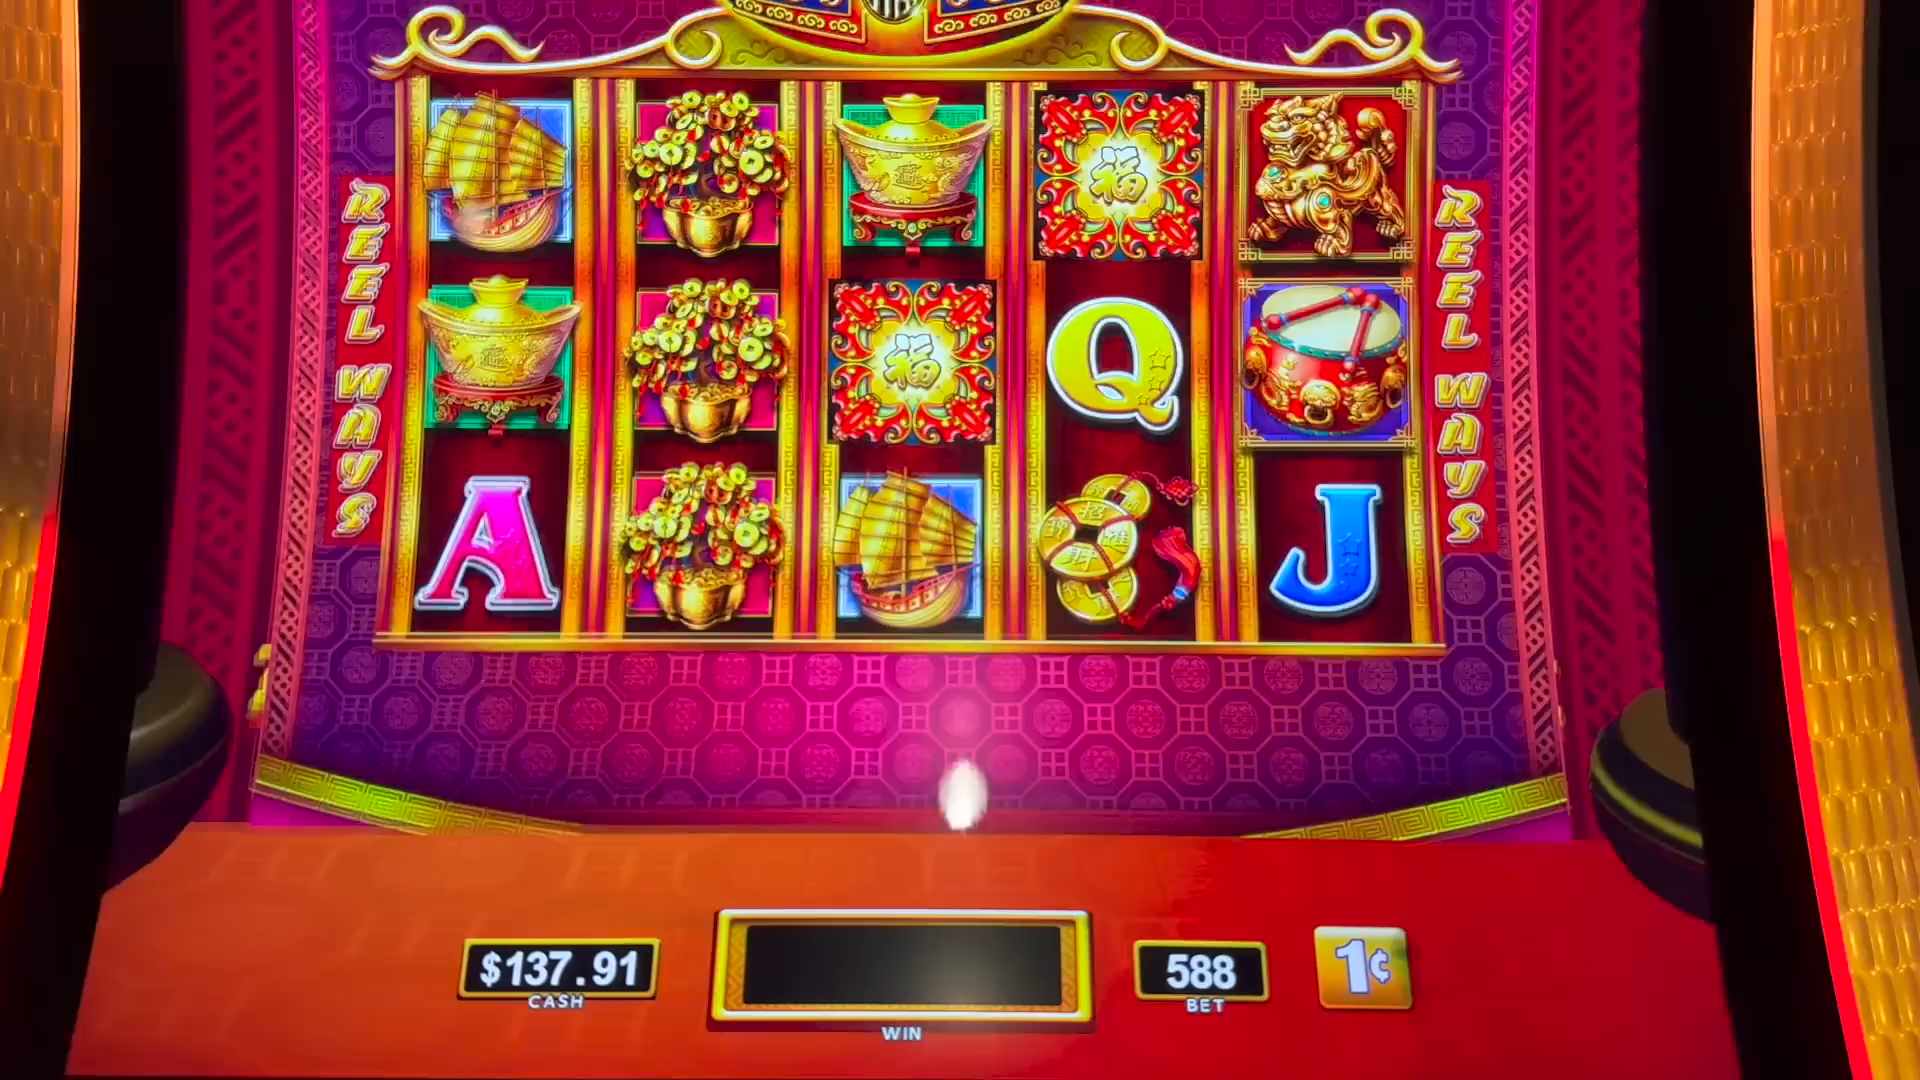 福
REEL WAYS
REEL WAYS
福
Q
A
J
$137.91
CASH
WIN
588
BET
1¢